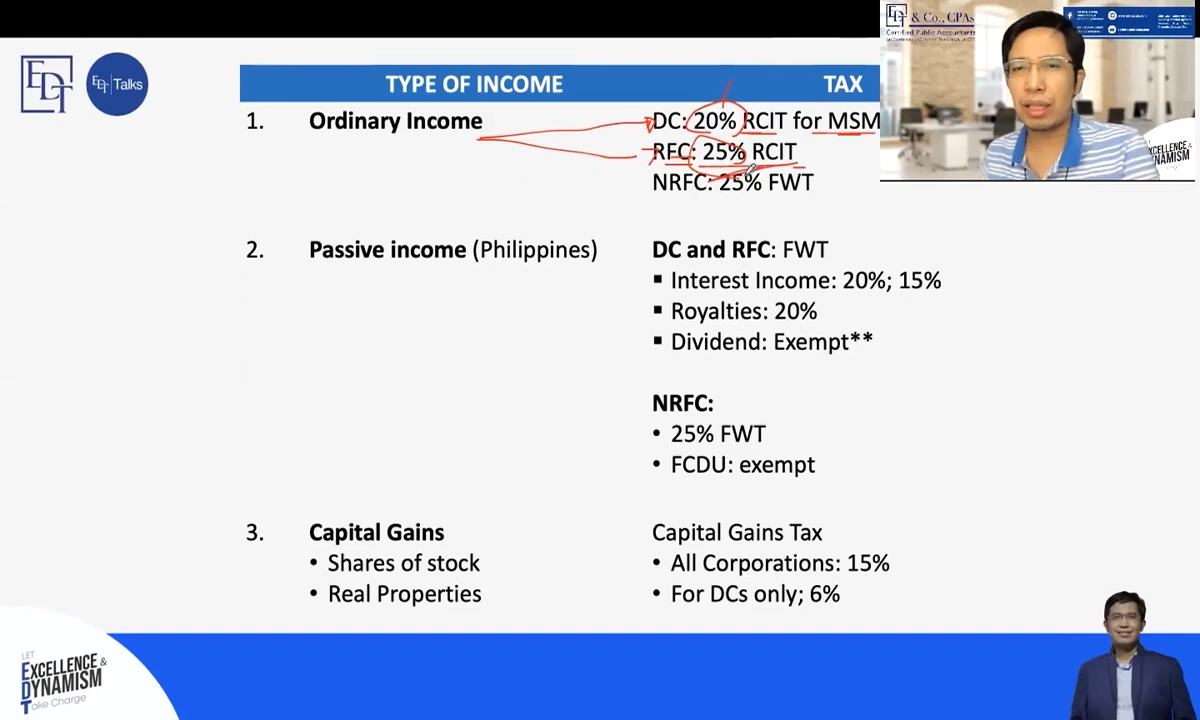 EDT
& Co., CPAs
Certified Public Accountants
EDT
EDT Talks
TYPE OF INCOME TAX
1. Ordinary Income DC: 20% RCIT for MSM
RFC: 25% RCIT
NRFC: 25% FWT
2. Passive income (Philippines) DC and RFC: FWT
▪ Interest Income: 20%; 15%
▪ Royalties: 20%
▪ Dividend: Exempt**
NRFC:
• 25% FWT
• FCDU: exempt
3. Capital Gains Capital Gains Tax
• Shares of stock • All Corporations: 15%
• Real Properties • For DCs only; 6%
EXCELLENCE &
DYNAMISM
LET
EXCELLENCE &
DYNAMISM
Take Charge